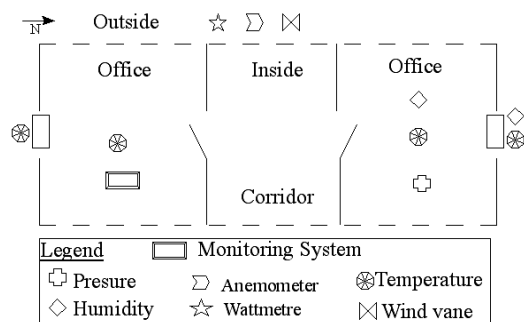 N
Outside
Office
Inside
Office
Corridor
Legend
Monitoring System
Presure
Anemometer
Temperature
Humidity
Wattmetre
Wind vane